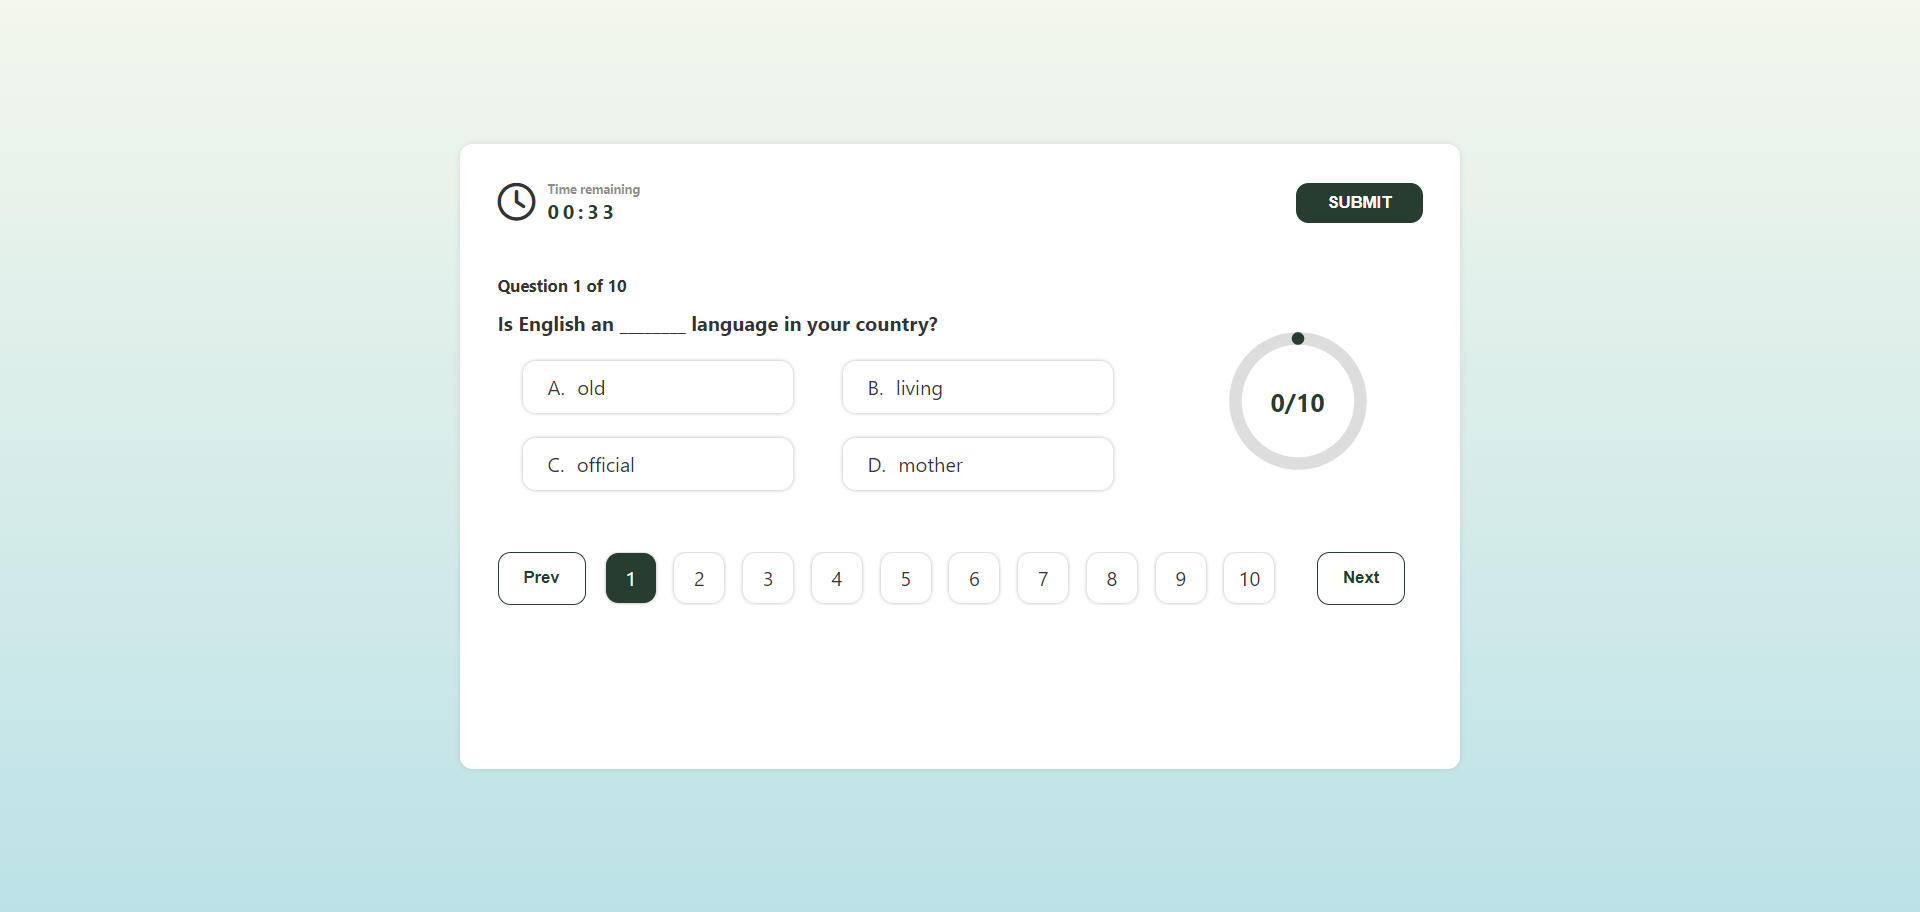 Time remaining
00:33
SUBMIT
Question 1 of 10
Is English an ________ language in your country?
A. old
B. living
C. official
D. mother
0/10
Prev 1 2 3 4 5 6 7 8 9 10 Next